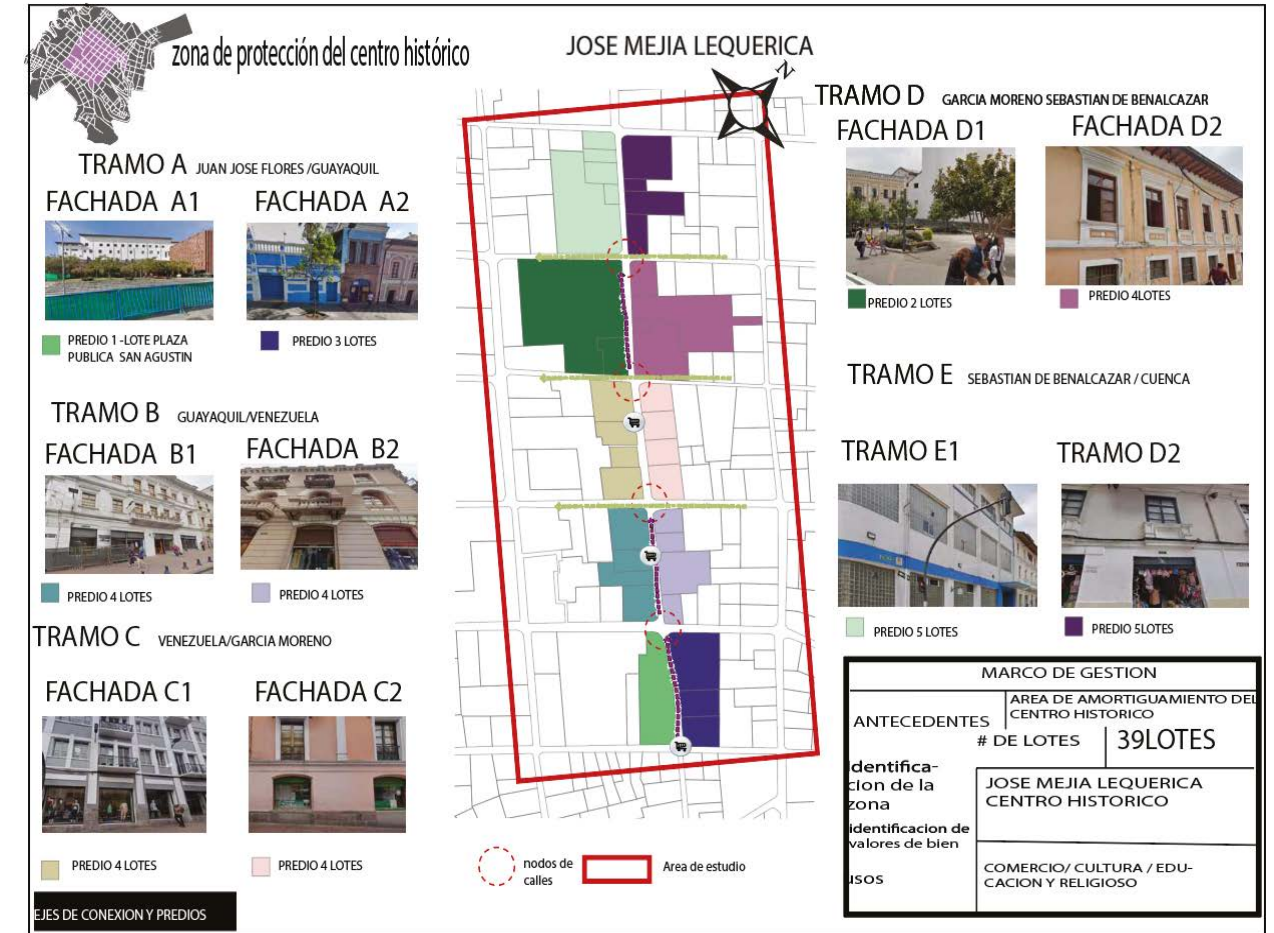 zona de protección del centro histórico
JOSE MEJIA LEQUERICA
N
TRAMO A JUAN JOSE FLORES /GUAYAQUIL
FACHADA A1
FACHADA A2
PREDIO 1 -LOTE PLAZA
PUBLICA SAN AGUSTIN
PREDIO 3 LOTES
TRAMO B GUAYAQUIL/VENEZUELA
FACHADA B1
FACHADA B2
PREDIO 4 LOTES
PREDIO 4 LOTES
TRAMO C VENEZUELA/GARCIA MORENO
FACHADA C1
FACHADA C2
PREDIO 4 LOTES
PREDIO 4 LOTES
EJES DE CONEXION Y PREDIOS
nodos de
calles
Area de estudio
TRAMO D GARCIA MORENO SEBASTIAN DE BENALCAZAR
FACHADA D1
FACHADA D2
PREDIO 2 LOTES
PREDIO 4LOTES
TRAMO E SEBASTIAN DE BENALCAZAR / CUENCA
TRAMO E1
TRAMO D2
PREDIO 5 LOTES
PREDIO 5LOTES
MARCO DE GESTION
ANTECEDENTES
AREA DE AMORTIGUAMIENTO DEL
CENTRO HISTORICO
# DE LOTES
39LOTES
dentifica-
cion de la
zona
JOSE MEJIA LEQUERICA
CENTRO HISTORICO
identificacion de
valores de bien
usos
COMERCIO/ CULTURA / EDU-
CACION Y RELIGIOSO